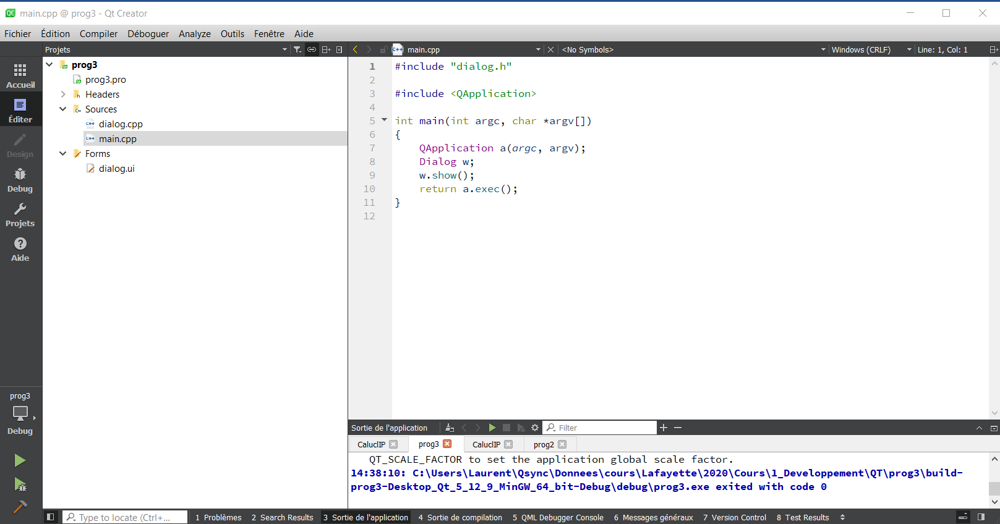 main.cpp @ prog3 - Qt Creator
Fichier Édition Compiler Déboguer Analyze Outils Fenêtre Aide
Projets
main.cpp
<No Symbols>
Windows (CRLF)
Line: 1, Col: 1
Accueil
Éditer
Design
Debug
Projets
Aide
prog3
Debug
prog3
prog3.pro
Headers
Sources
dialog.cpp
main.cpp
Forms
dialog.ui
1 #include "dialog.h"
2
3 #include <QApplication>
4
5 int main(int argc, char *argv[])
6 {
7     QApplication a(argc, argv);
8     Dialog w;
9     w.show();
10     return a.exec();
11 }
12
Sortie de l'application
Filter
CaluclIP prog3 CaluclIP prog2
QT_SCALE_FACTOR to set the application global scale factor.
14:38:10: C:\Users\Laurent\Qsync\Donnees\cours\Lafayette\2020\Cours\1_Developpement\QT\prog3\build-
prog3-Desktop_Qt_5_12_9_MinGW_64_bit-Debug\debug\prog3.exe exited with code 0
Type to locate (Ctrl+...
1 Problèmes 2 Search Results 3 Sortie de l'application 4 Sortie de compilation 5 QML Debugger Console 6 Messages généraux 7 Version Control 8 Test Results